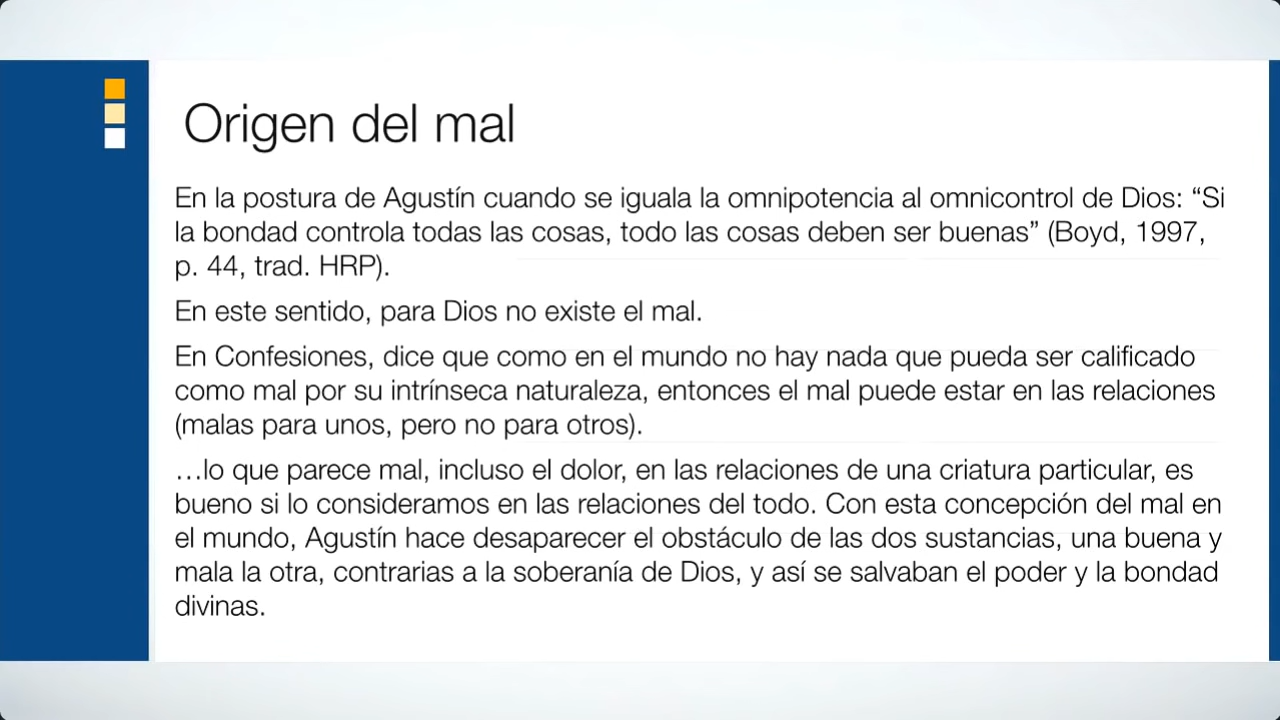 Origen del mal
En la postura de Agustín cuando se iguala la omnipotencia al omnicontrol de Dios: “Si
la bondad controla todas las cosas, todo las cosas deben ser buenas” (Boyd, 1997,
p. 44, trad. HRP).
En este sentido, para Dios no existe el mal.
En Confesiones, dice que como en el mundo no hay nada que pueda ser calificado
como mal por su intrínseca naturaleza, entonces el mal puede estar en las relaciones
(malas para unos, pero no para otros).
…lo que parece mal, incluso el dolor, en las relaciones de una criatura particular, es
bueno si lo consideramos en las relaciones del todo. Con esta concepción del mal en
el mundo, Agustín hace desaparecer el obstáculo de las dos sustancias, una buena y
mala la otra, contrarias a la soberanía de Dios, y así se salvaban el poder y la bondad
divinas.